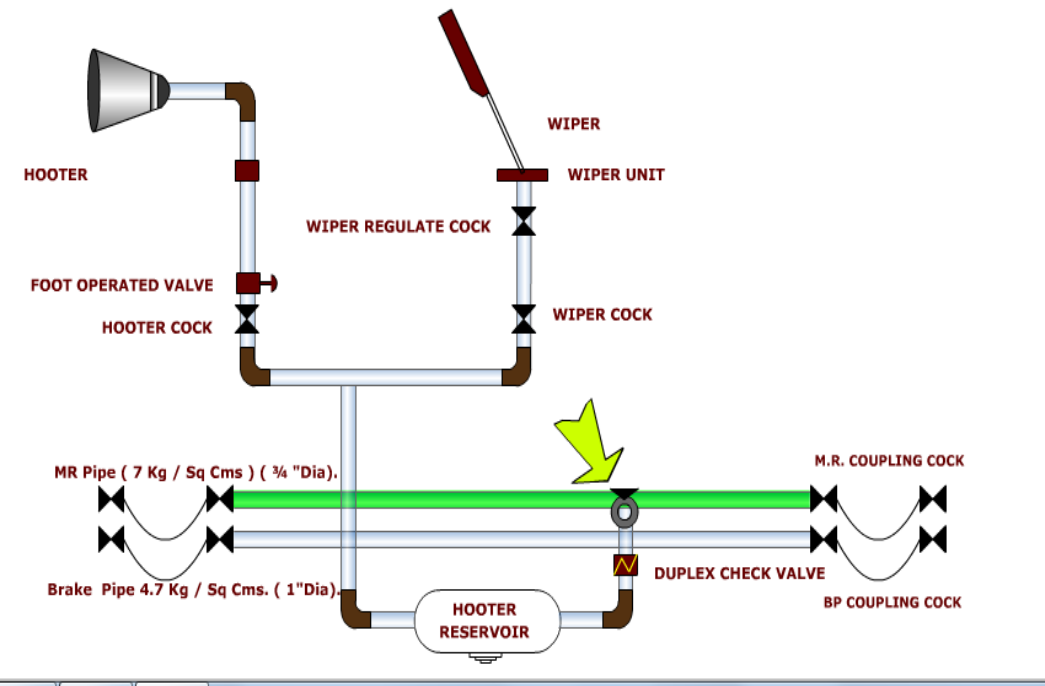 WIPER
HOOTER
WIPER UNIT
WIPER REGULATE COCK
FOOT OPERATED VALVE
HOOTER COCK
WIPER COCK
MR Pipe ( 7 Kg / Sq Cms ) ( ¾ "Dia).
M.R. COUPLING COCK
DUPLEX CHECK VALVE
Brake Pipe 4.7 Kg / Sq Cms. ( 1"Dia).
BP COUPLING COCK
HOOTER
RESERVOIR